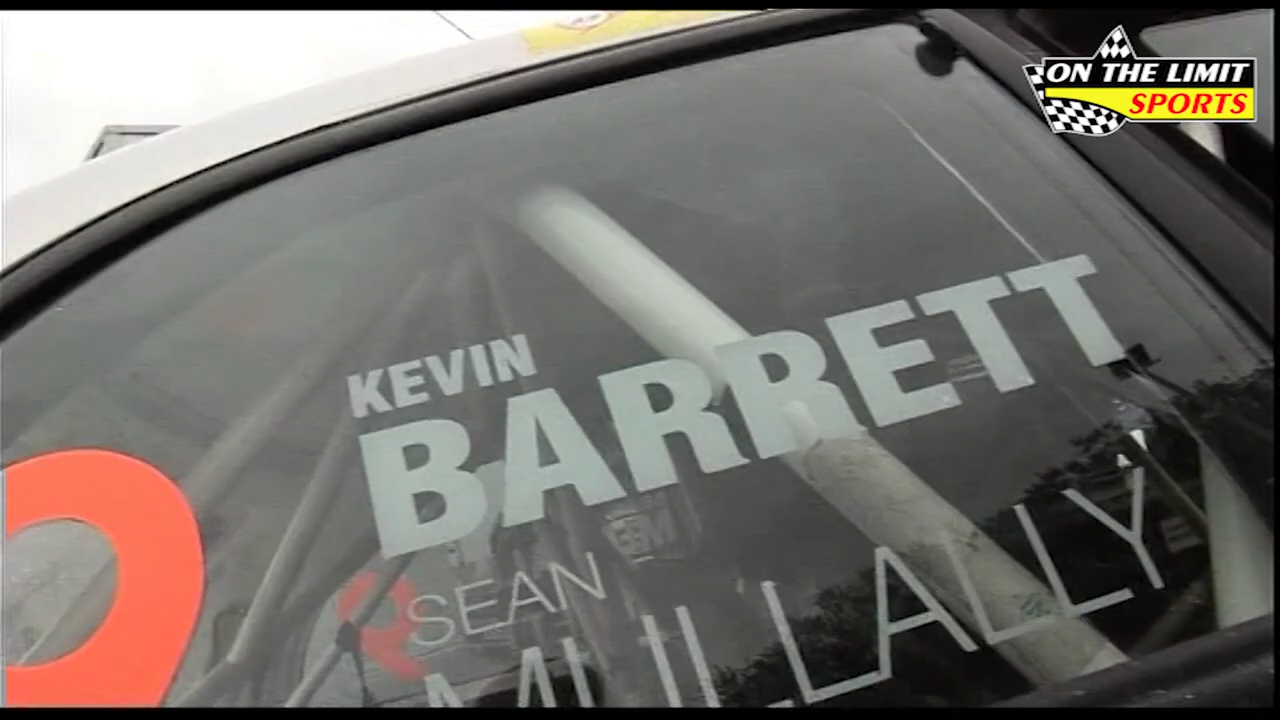 ON THE LIMIT
SPORTS
KEVIN
BARRETT
SEAN
MULLALLY